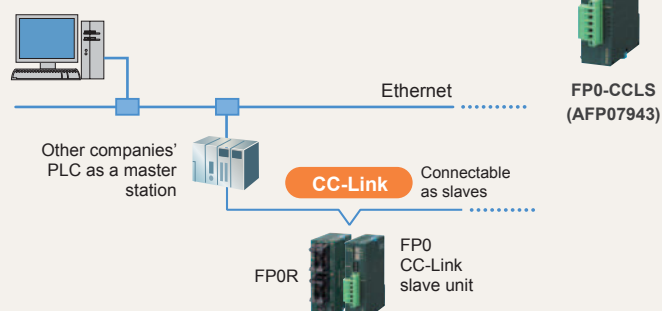 Ethernet
FP0-CCLS
(AFP07943)
Other companies'
PLC as a master
station
CC-Link
Connectable
as slaves
FP0R
FP0
CC-Link
slave unit